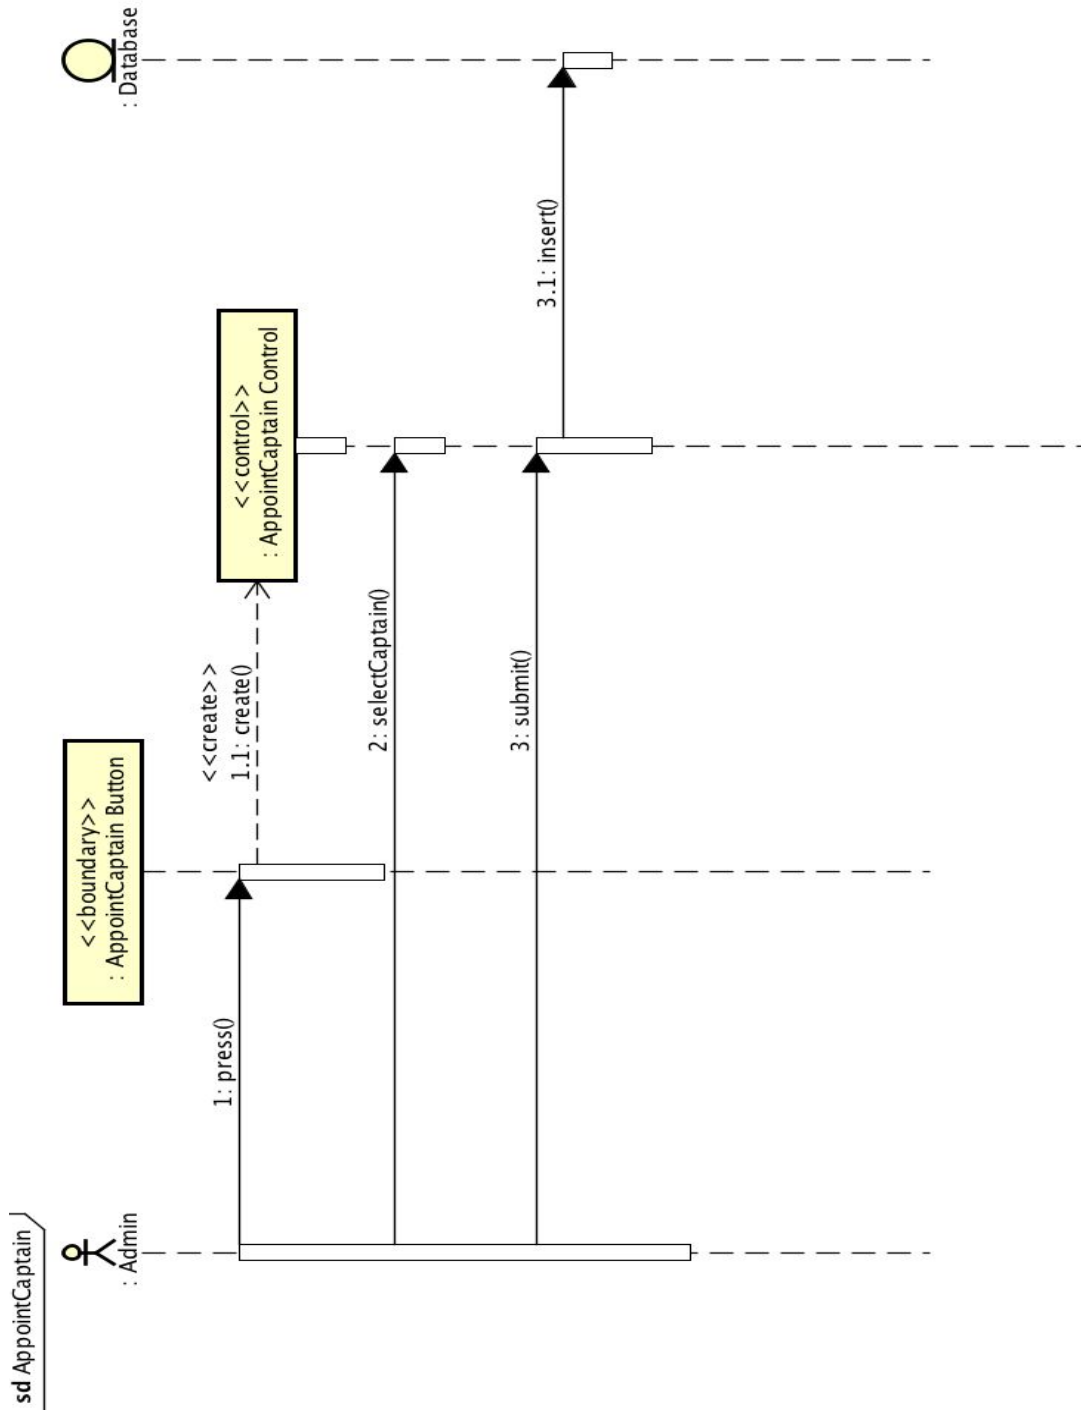 sd AppointCaptain
: Admin
<<boundary>>
: AppointCaptain Button
<<control>>
: AppointCaptain Control
: Database
1: press()
<<create>>
1.1: create()
2: selectCaptain()
3: submit()
3.1: insert()